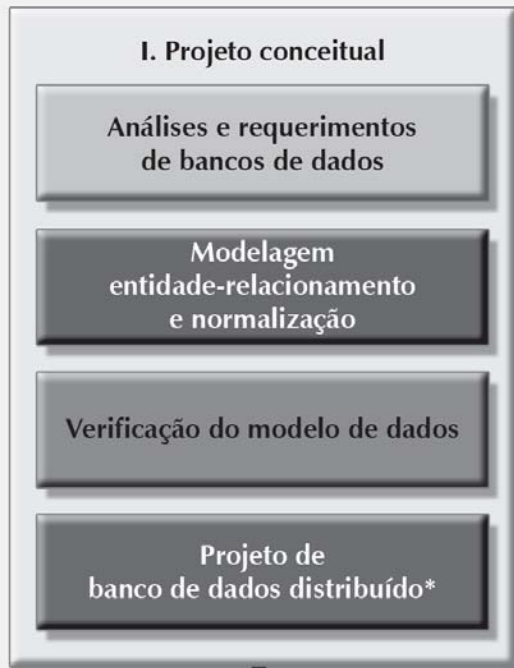 I. Projeto conceitual
Análises e requerimentos
de bancos de dados
Modelagem
entidade-relacionamento
e normalização
Verificação do modelo de dados
Projeto de
banco de dados distribuído*